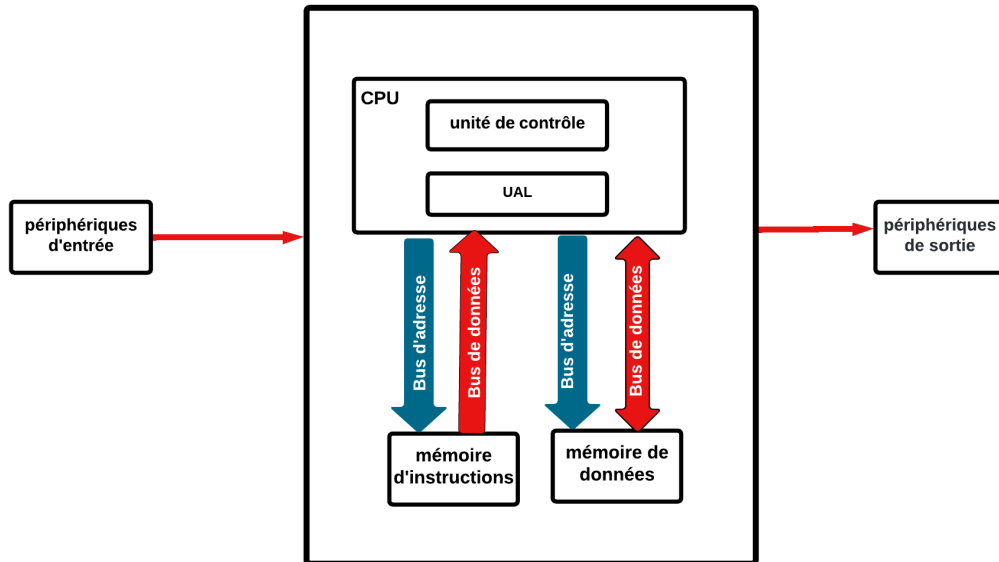 CPU
unité de contrôle
UAL
périphériques
d'entrée
périphériques
de sortie
Bus d'adresse
Bus de données
Bus d'adresse
Bus de données
mémoire
d'instructions
mémoire de
données